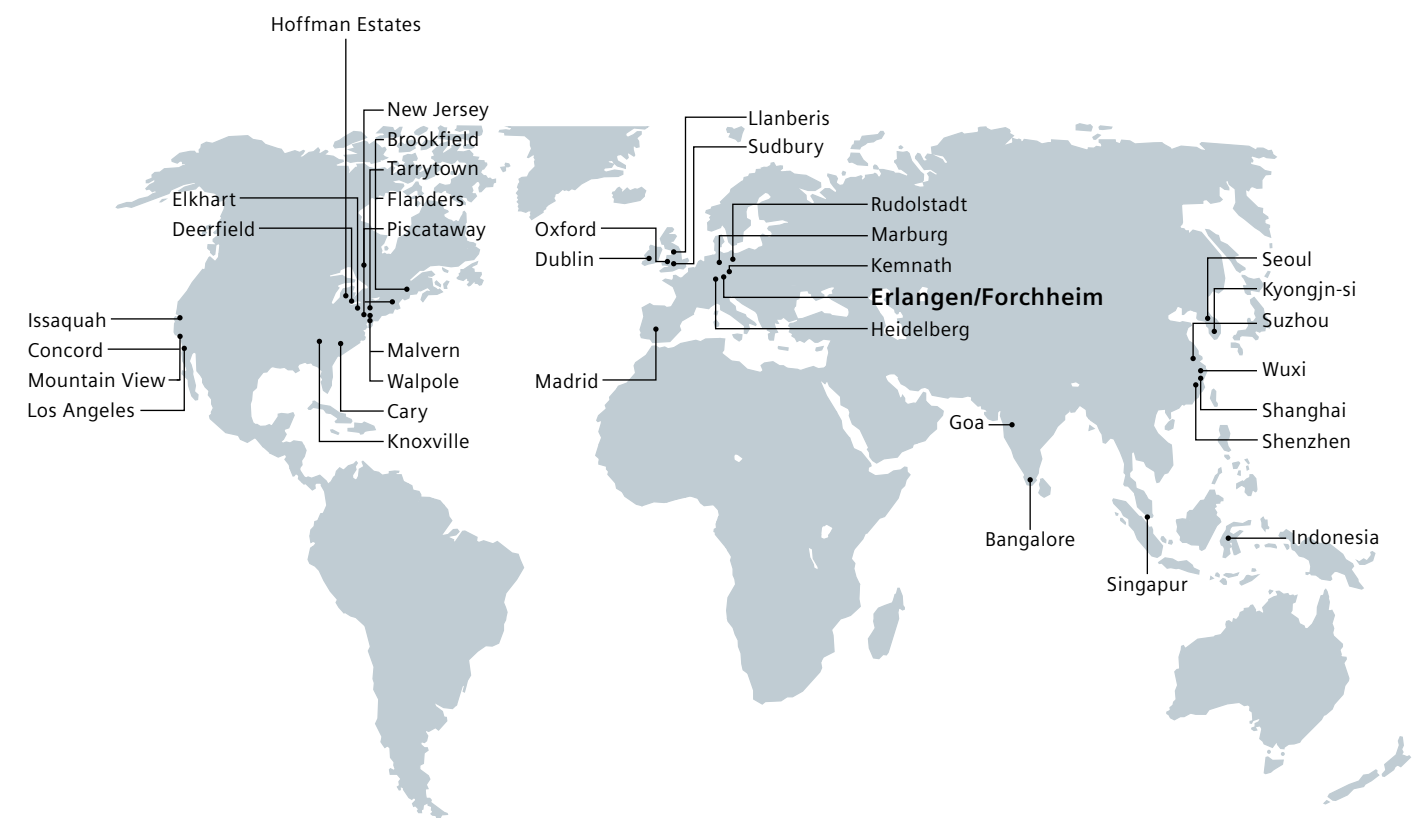 Hoffman Estates
New Jersey
Brookfield
Tarrytown
Flanders
Piscataway
Elkhart
Deerfield
Issaquah
Concord
Mountain View
Los Angeles
Malvern
Walpole
Cary
Knoxville
Llanberis
Sudbury
Oxford
Dublin
Rudolstadt
Marburg
Kemnath
Erlangen/Forchheim
Heidelberg
Madrid
Seoul
Kyongjn-si
Suzhou
Wuxi
Shanghai
Shenzhen
Goa
Bangalore
Singapur
Indonesia